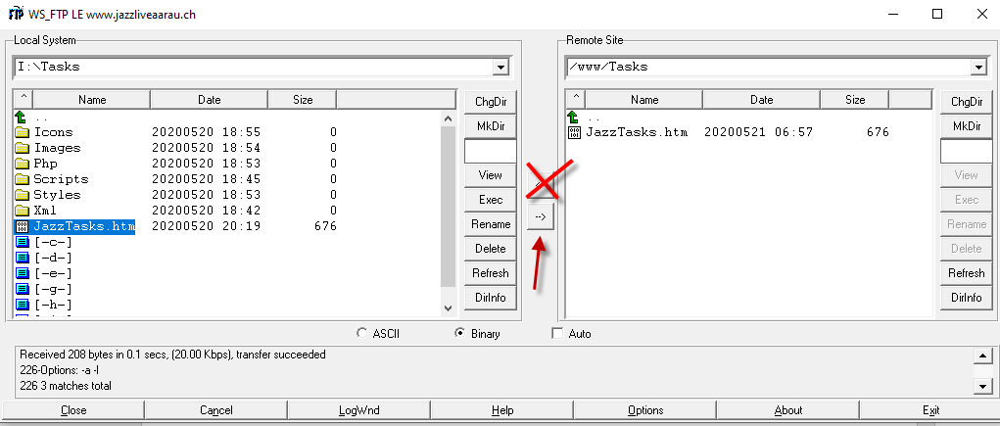 WS_FTP LE www.jazzliveaarau.ch
Local System
I:\Tasks
^ Name Date Size
..
Icons 20200520 18:55 0
Images 20200520 18:54 0
Php 20200520 18:53 0
Scripts 20200520 18:45 0
Styles 20200520 18:53 0
Xml 20200520 18:42 0
JazzTasks.htm 20200520 20:19 676
[-c-]
[-d-]
[-e-]
[-g-]
[-h-]
ChgDir
MkDir
View
Exec
Rename
Delete
Refresh
DirInfo
-->
Remote Site
/www/Tasks
^ Name Date Size
..
JazzTasks.htm 20200521 06:57 676
ChgDir
MkDir
View
Exec
Rename
Delete
Refresh
DirInfo
ASCII Binary Auto
Received 208 bytes in 0.1 secs, (20.00 Kbps), transfer succeeded
226-Options: -a -l
226 3 matches total
Close Cancel LogWnd Help Options About Exit